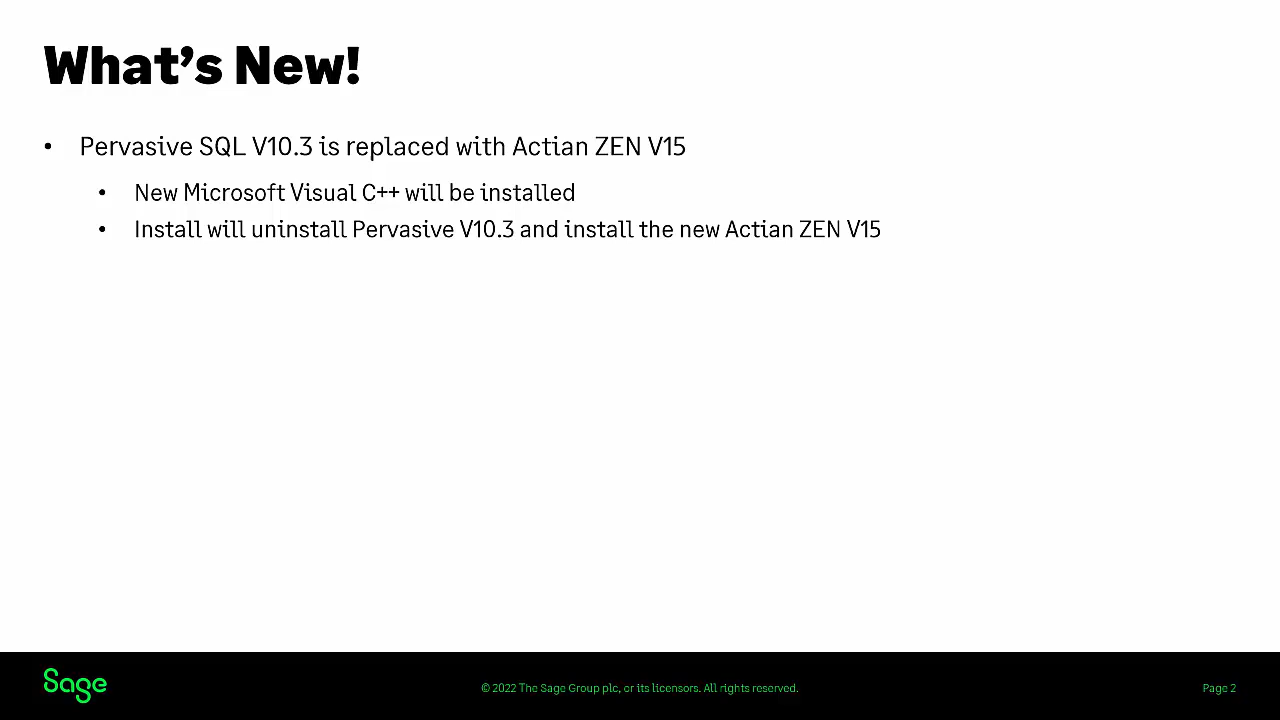 What's New!
• Pervasive SQL V10.3 is replaced with Actian ZEN V15
• New Microsoft Visual C++ will be installed
• Install will uninstall Pervasive V10.3 and install the new Actian ZEN V15
Sage
© 2022 The Sage Group plc, or its licensors. All rights reserved.
Page 2